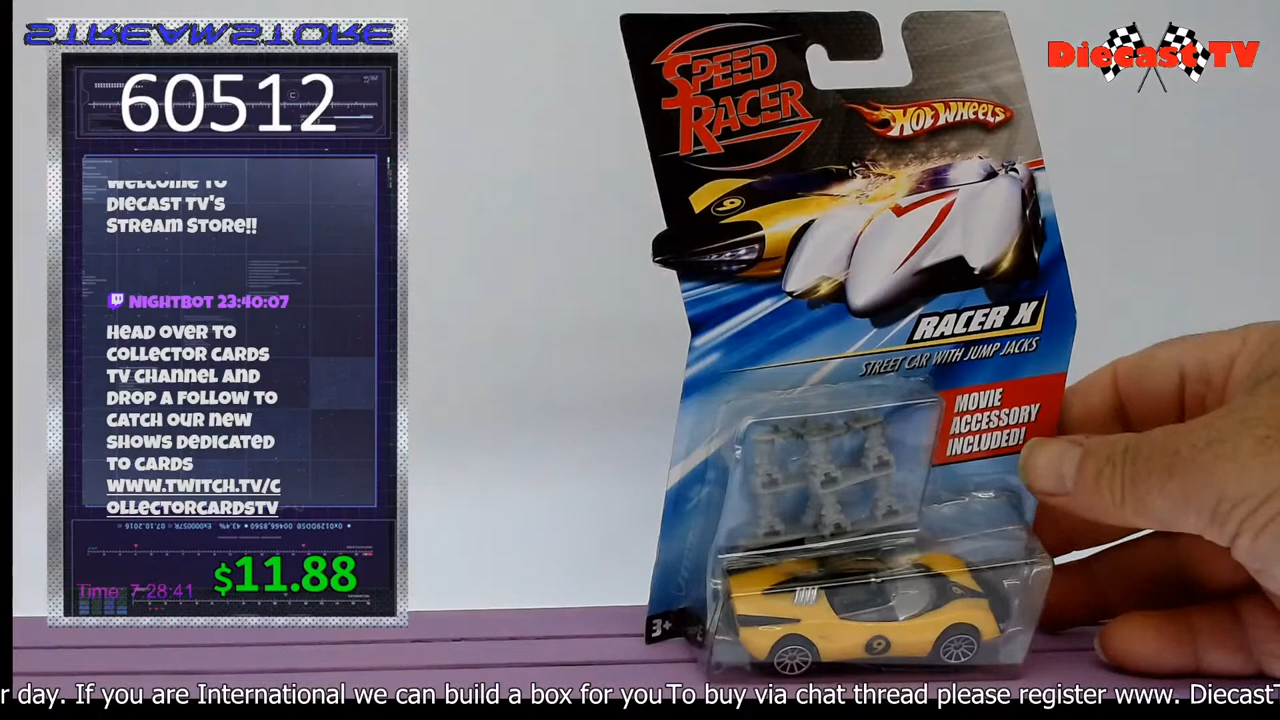 STREAMSTORE
60512
WELCOME TO
DIECAST TV'S
STREAM STORE!!
NIGHTBOT 23:40:07
HEAD OVER TO
COLLECTOR CARDS
TV CHANNEL AND
DROP A FOLLOW TO
CATCH OUR NEW
SHOWS DEDICATED
TO CARDS
WWW.TWITCH.TV/C
OLLECTORCARDSTV
Time: 7:28:41
$11.88
Diecast TV
SPEED
RACER
HOT WHEELS
9
RACER X
STREET CAR WITH JUMP JACKS
MOVIE
ACCESSORY
INCLUDED!
9
3+
r day. If you are International we can build a box for you To buy via chat thread please register www. Diecast